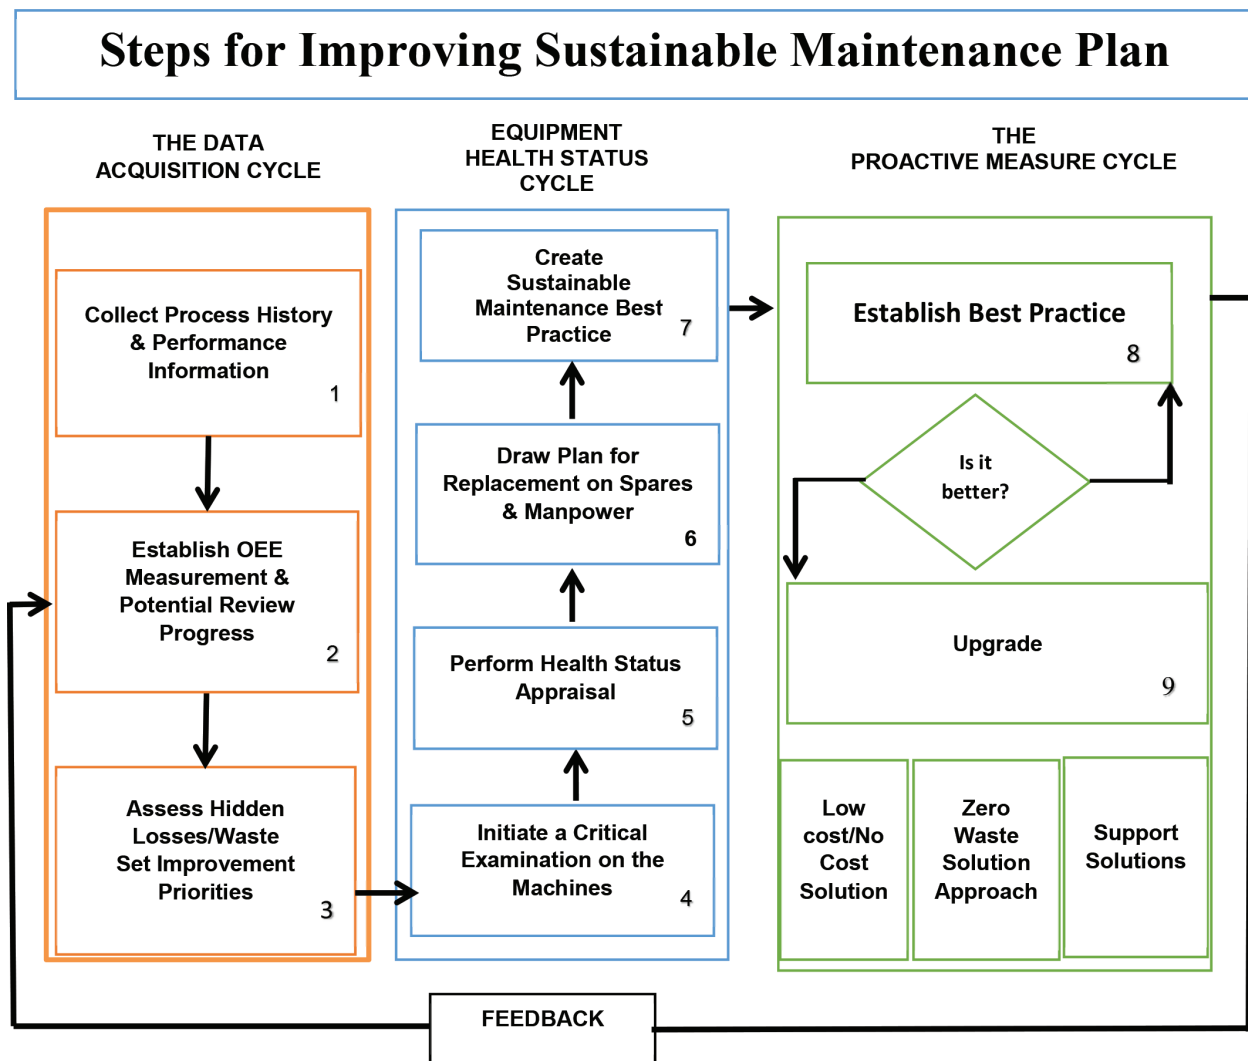 Steps for Improving Sustainable Maintenance Plan
THE DATA
ACQUISITION CYCLE
Collect Process History
& Performance
Information
1
Establish OEE
Measurement &
Potential Review
Progress
2
Assess Hidden
Losses/Waste
Set Improvement
Priorities
3
EQUIPMENT
HEALTH STATUS
CYCLE
Create
Sustainable
Maintenance Best
Practice
7
Draw Plan for
Replacement on Spares
& Manpower
6
Perform Health Status
Appraisal
5
Initiate a Critical
Examination on the
Machines
4
THE
PROACTIVE MEASURE CYCLE
Establish Best Practice
8
Is it
better?
Upgrade
9
Low
cost/No
Cost
Solution
Zero
Waste
Solution
Approach
Support
Solutions
FEEDBACK